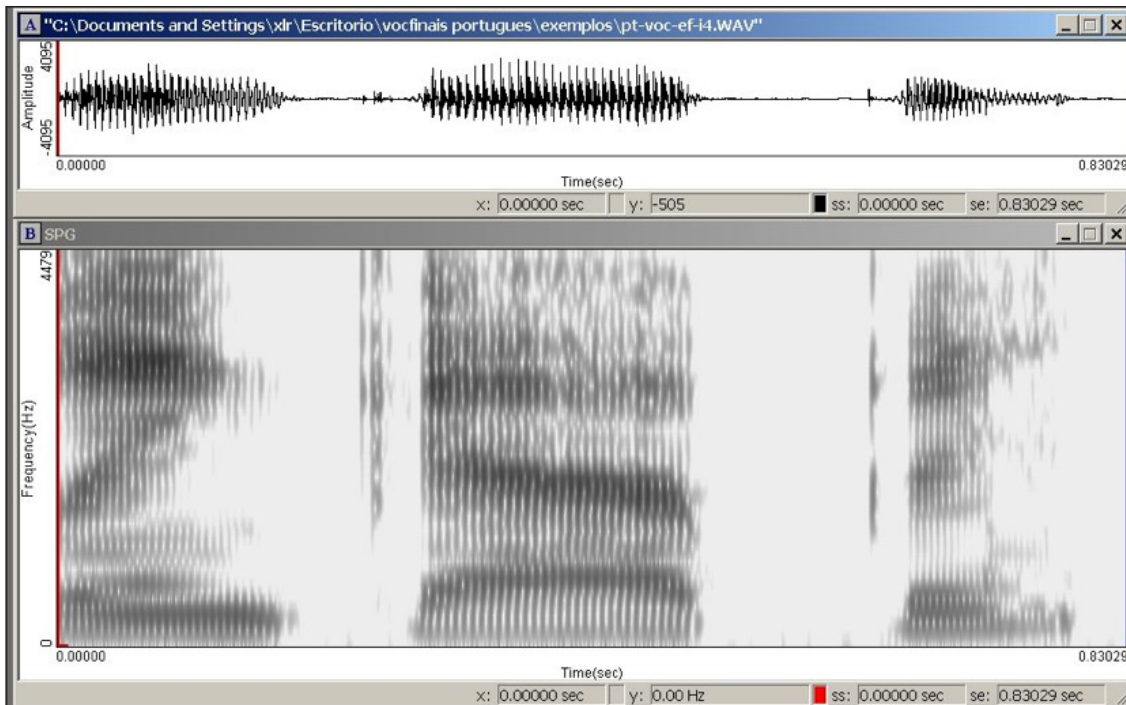 A "C:\Documents and Settings\xlr\Escritorio\vocfinais portugues\exemplos\pt-voc-ef-i4.WAV"
4095
Amplitude
-4095
0.00000
0.83029
Time(sec)
x: 0.00000 sec y: -505 ss: 0.00000 sec se: 0.83029 sec
B SPG
4479
Frequency(Hz)
0
0.00000
0.83029
Time(sec)
x: 0.00000 sec y: 0.00 Hz ss: 0.00000 sec se: 0.83029 sec